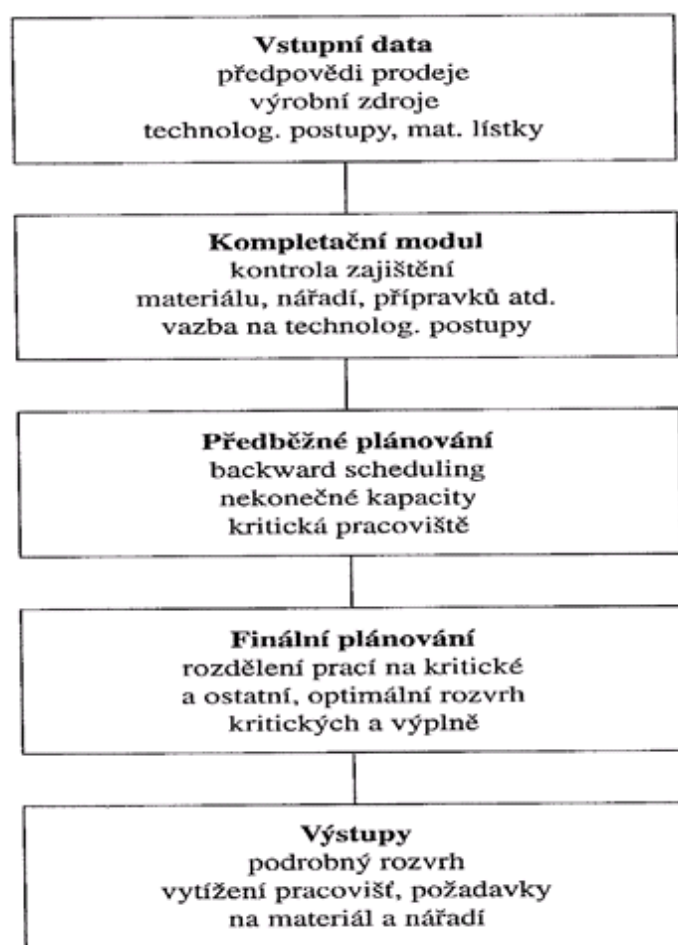 Vstupní data
předpovědi prodeje
výrobní zdroje
technolog. postupy, mat. lístky
Kompletační modul
kontrola zajištění
materiálu, nářadí, přípravků atd.
vazba na technolog. postupy
Předběžné plánování
backward scheduling
nekonečné kapacity
kritická pracoviště
Finální plánování
rozdělení prací na kritické
a ostatní, optimální rozvrh
kritických a výplně
Výstupy
podrobný rozvrh
vytížení pracovišť, požadavky
na materiál a nářadí